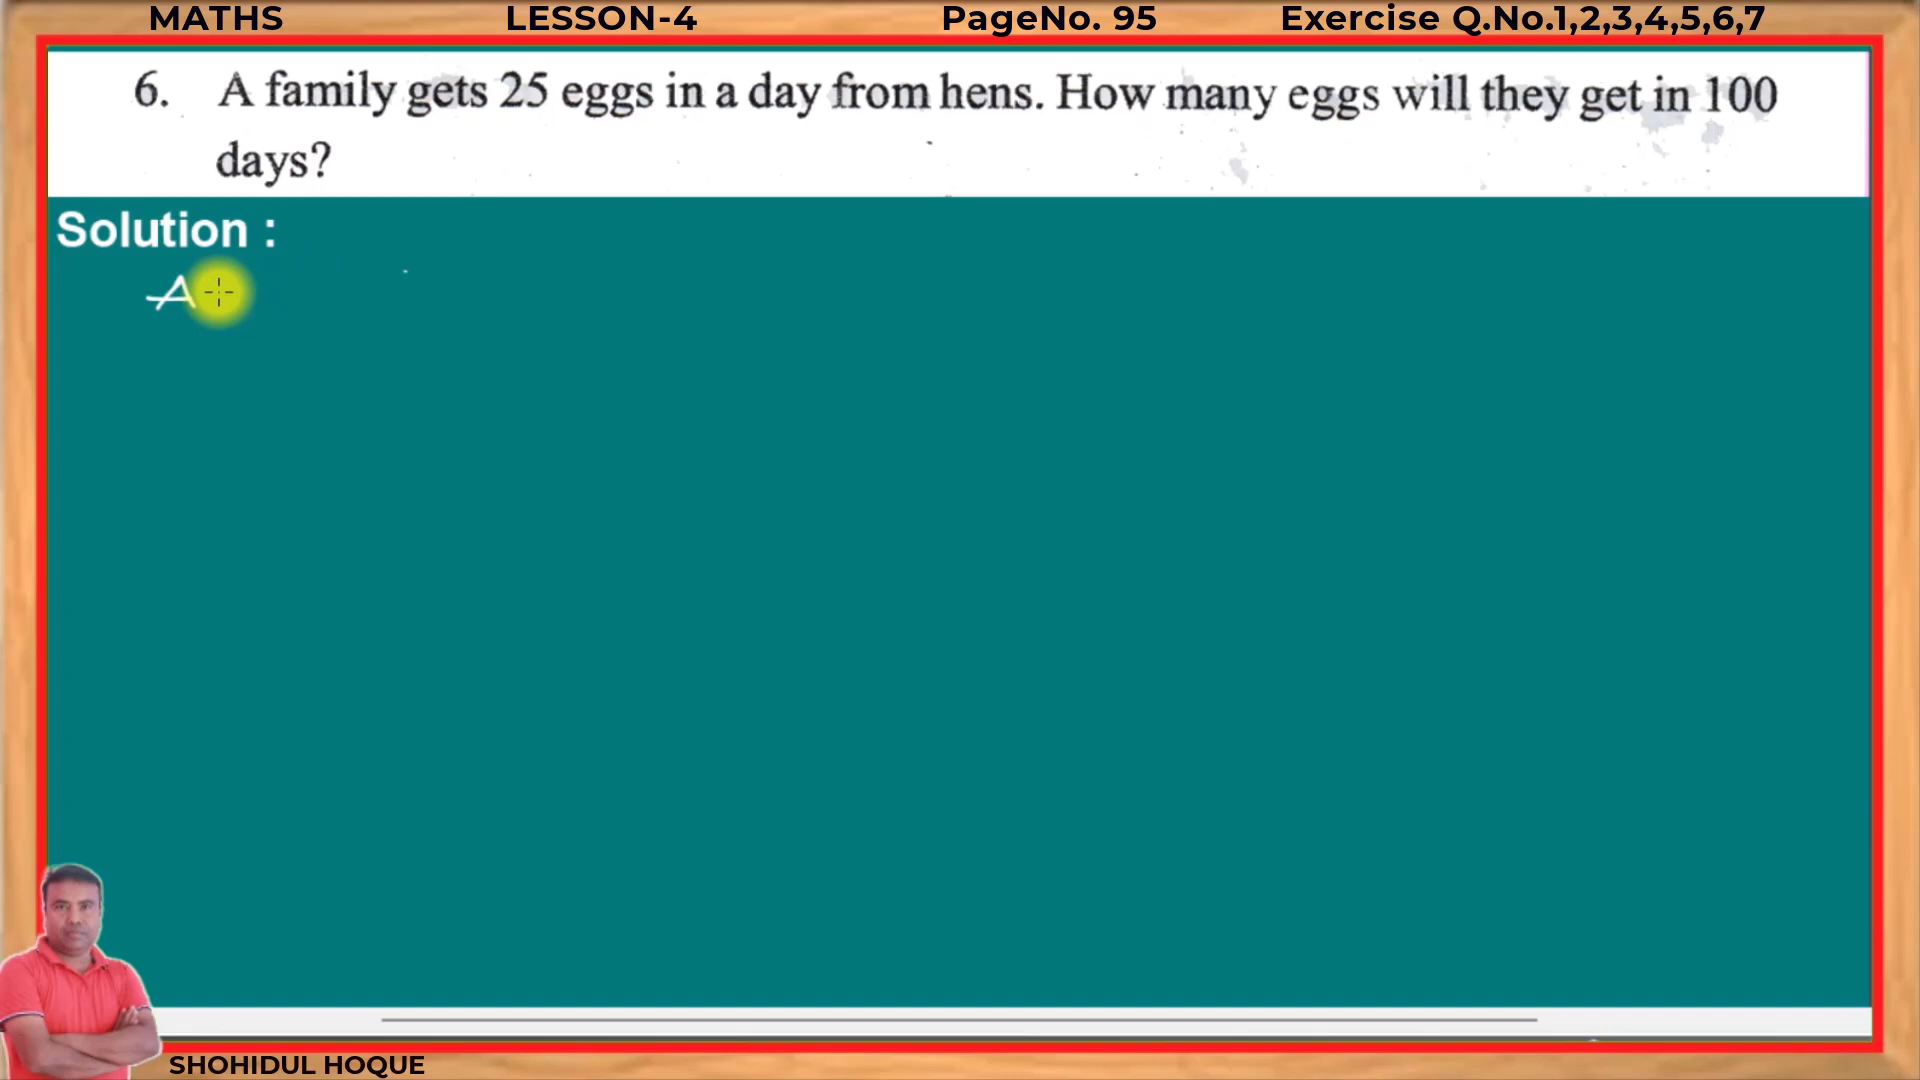 MATHS LESSON-4 PageNo. 95 Exercise Q.No.1,2,3,4,5,6,7
6. A family gets 25 eggs in a day from hens. How many eggs will they get in 100
days?
Solution :
A
SHOHIDUL HOQUE